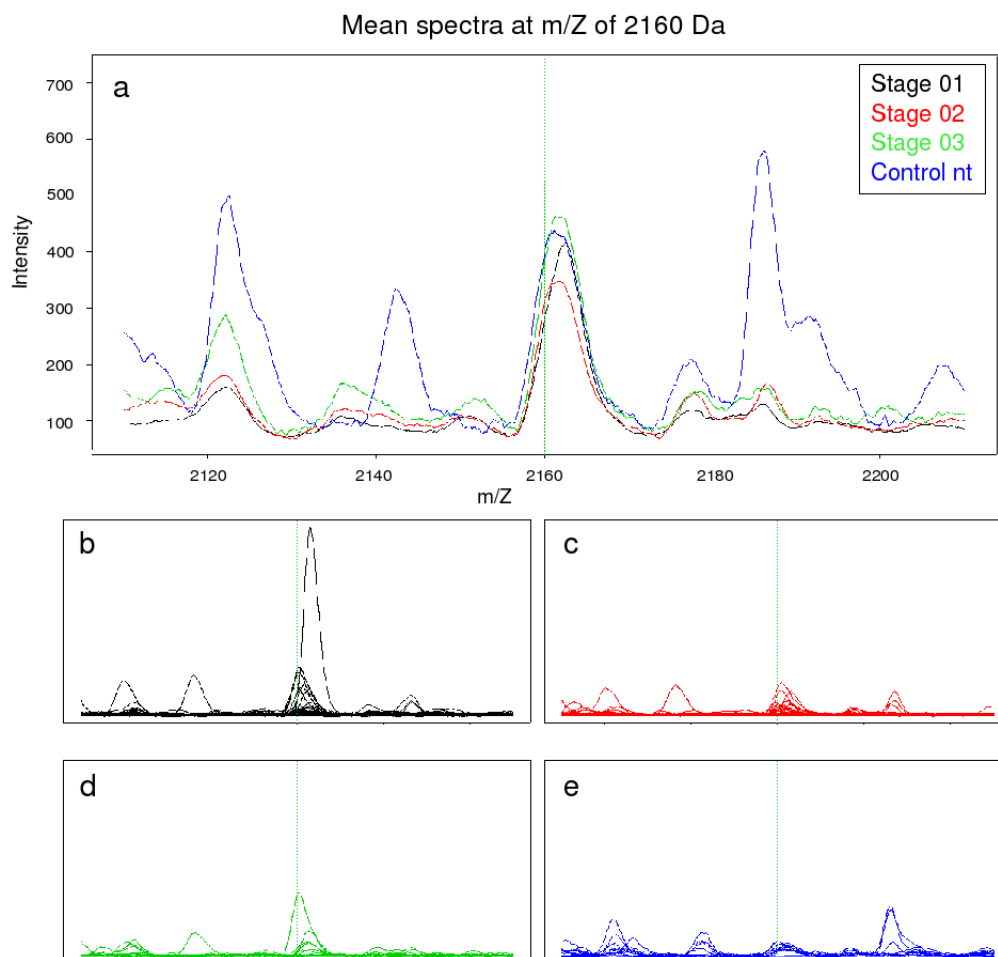 Mean spectra at m/Z of 2160 Da
a
Stage 01
Stage 02
Stage 03
Control nt
700
600
500
400
300
200
100
Intensity
2120 2140 2160 2180 2200
m/Z
b
c
d
e